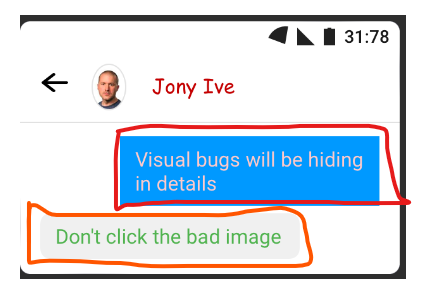 31:78
Jony Ive
Visual bugs will be hiding
in details
Don't click the bad image